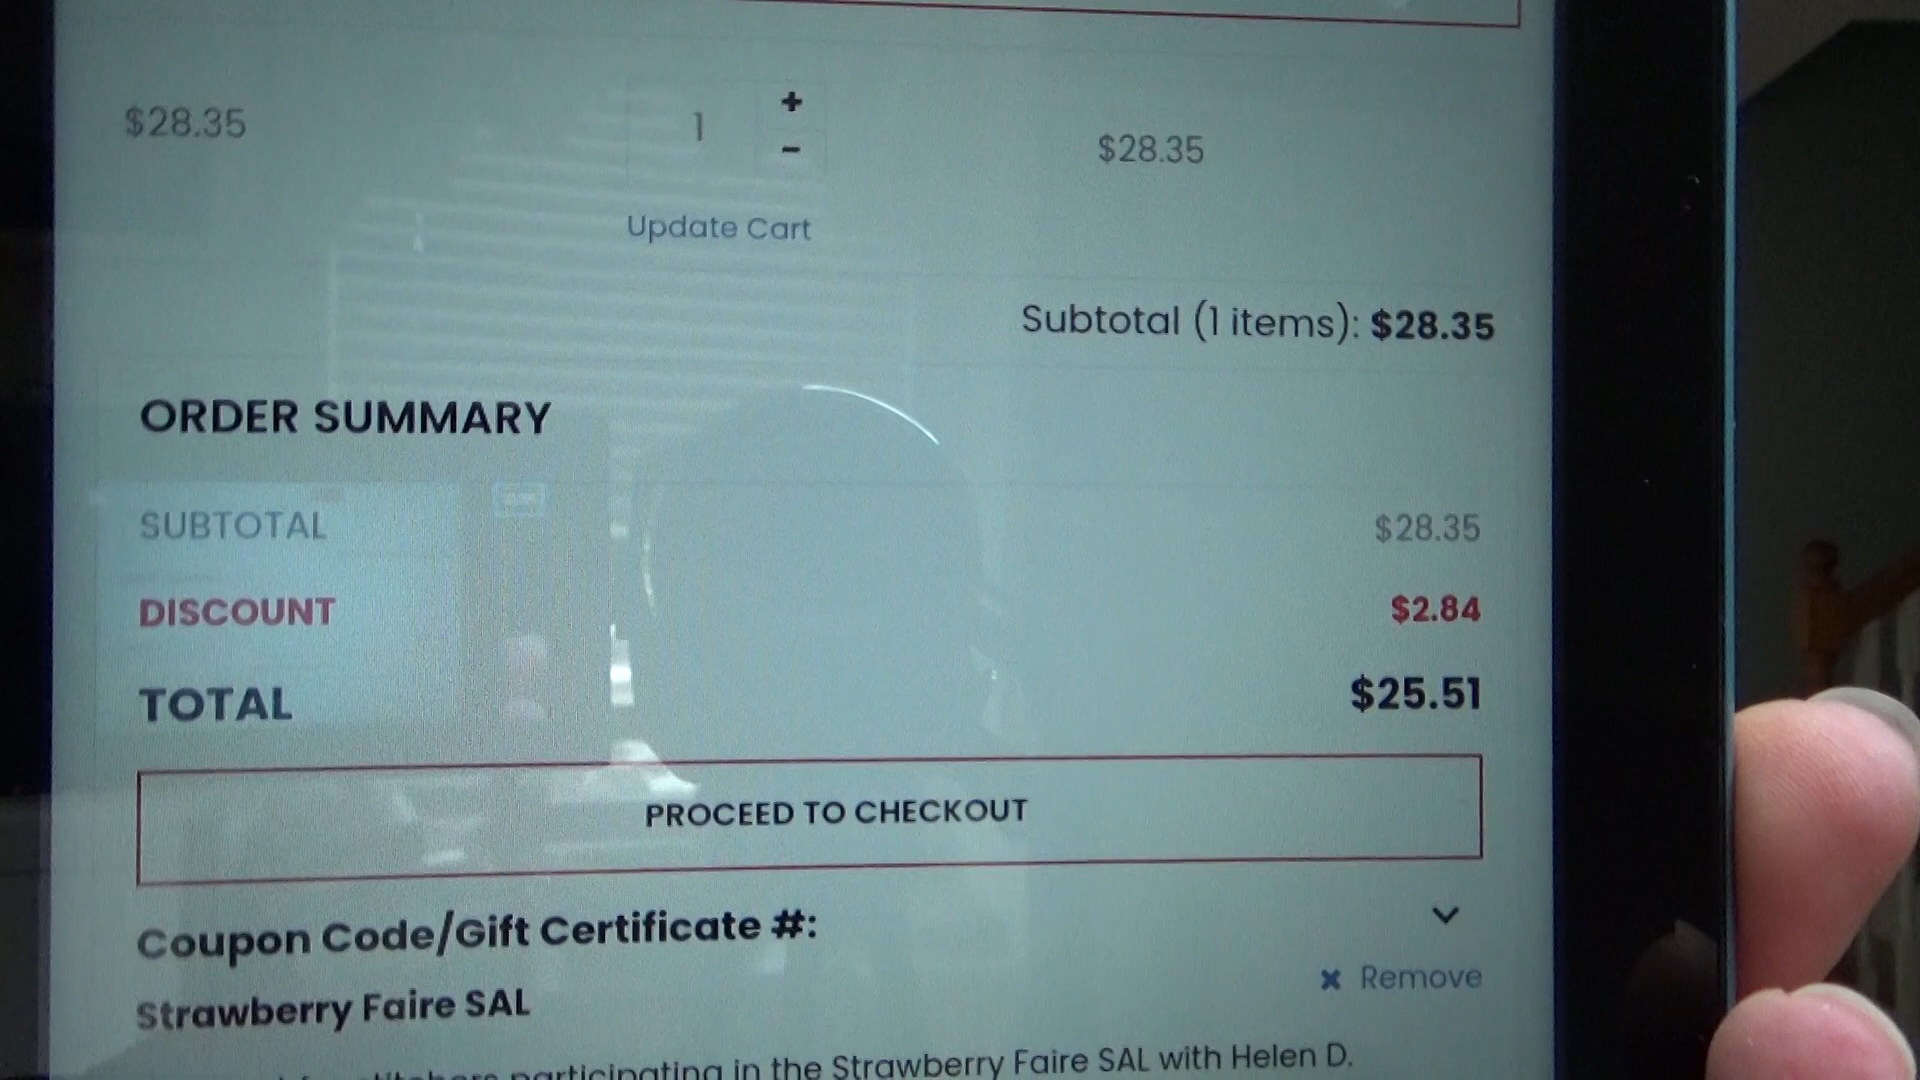 $28.35 1 + $28.35
-
Update Cart
Subtotal (1 items): $28.35
ORDER SUMMARY
SUBTOTAL $28.35
DISCOUNT $2.84
TOTAL $25.51
PROCEED TO CHECKOUT
Coupon Code/Gift Certificate #:
Strawberry Faire SAL × Remove
participating in the Strawberry Faire SAL with Helen D.